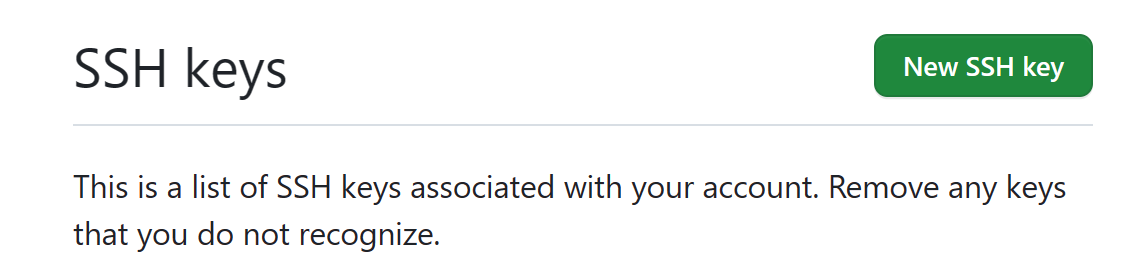 SSH keys
New SSH key
This is a list of SSH keys associated with your account. Remove any keys
that you do not recognize.